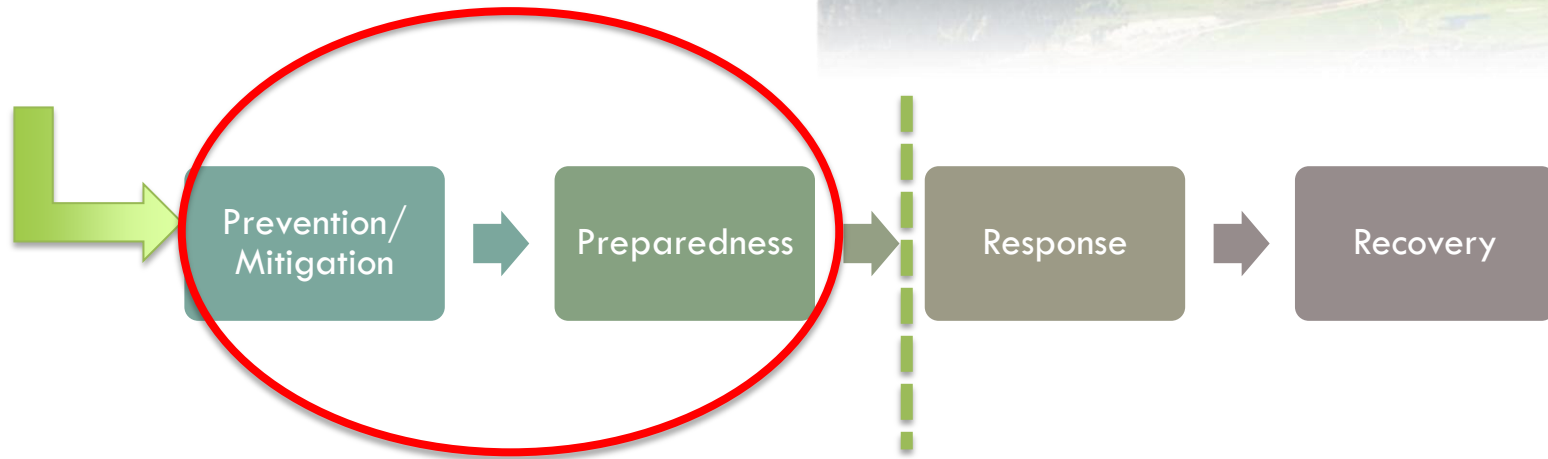 Prevention/
Mitigation
Preparedness
Response
Recovery